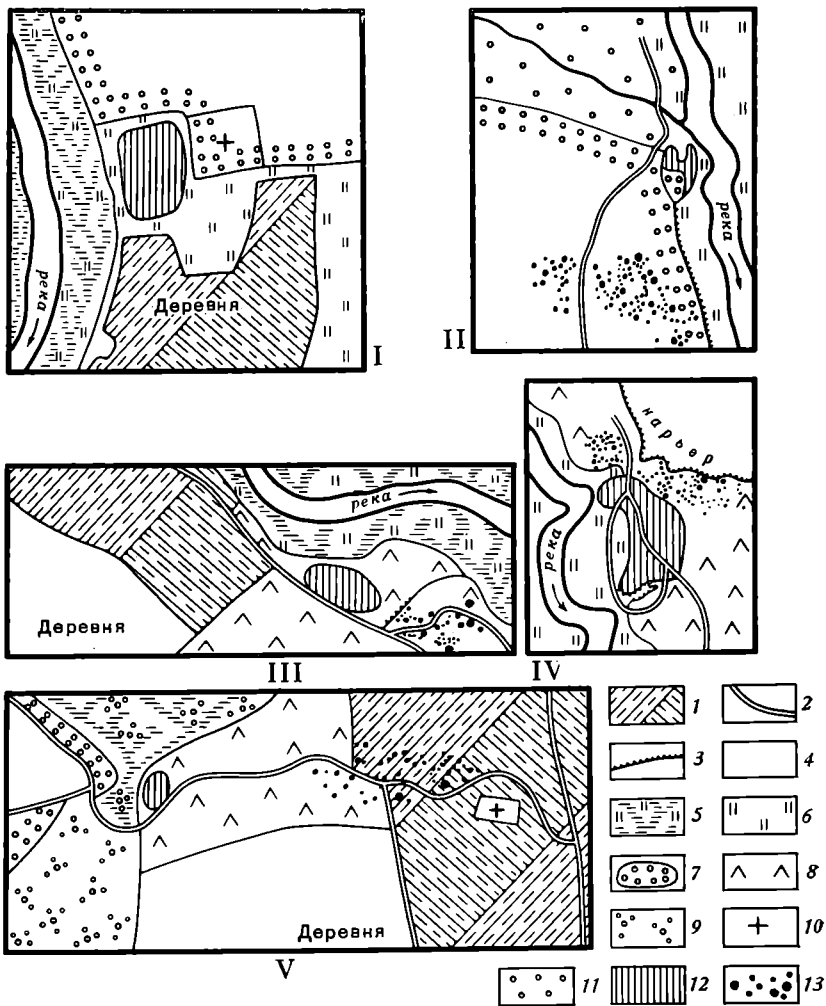 река
Деревня
I
река
II
река
Деревня
III
карьер
река
IV
Деревня
V
1
2
3
4
5
6
7
8
9
10
11
12
13